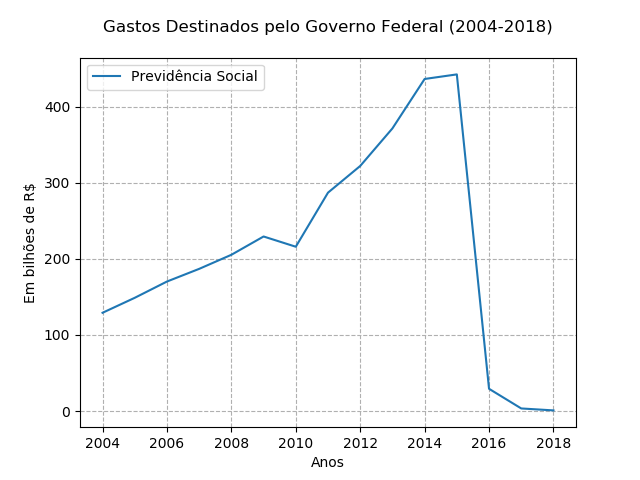 Gastos Destinados pelo Governo Federal (2004-2018)
Previdência Social
400
300
200
100
0
Em bilhões de R$
2004 2006 2008 2010 2012 2014 2016 2018
Anos